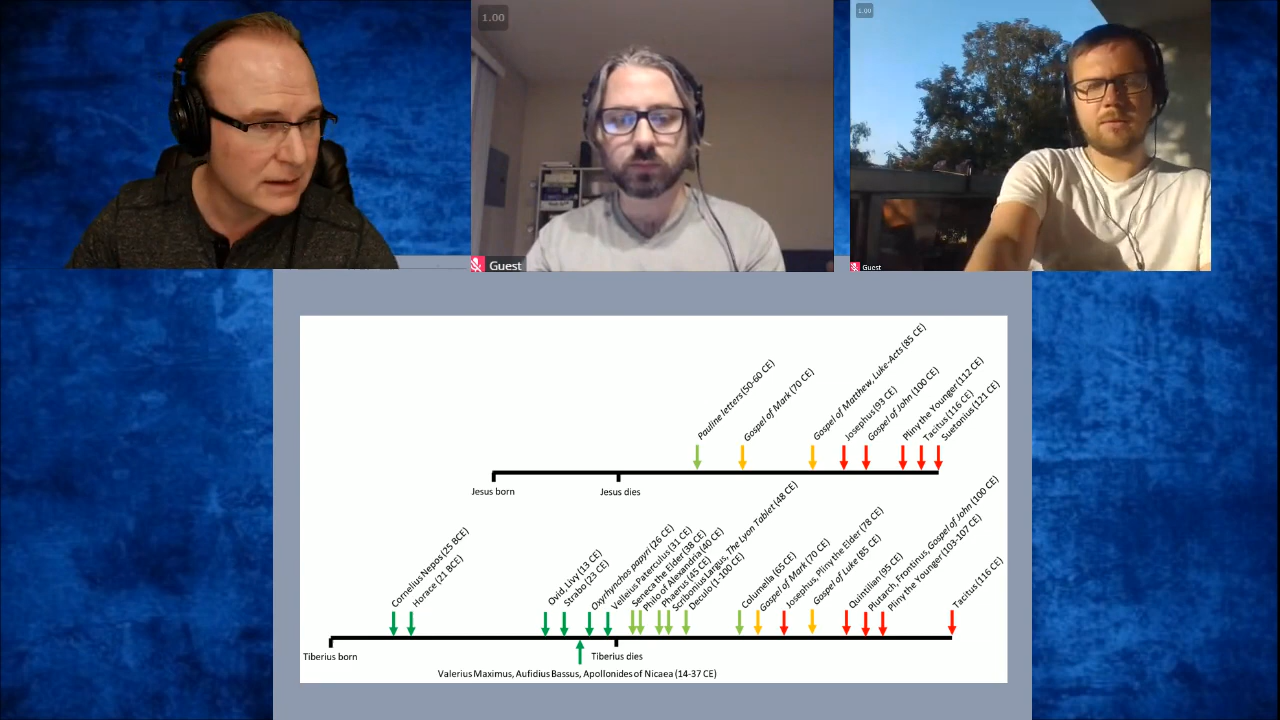 1.00
1.00
Guest
Guest
Pauline letters (50-60 CE)
Gospel of Mark (70 CE)
Gospel of Matthew, Luke-Acts (85 CE)
Josephus (93 CE)
Gospel of John (100 CE)
Pliny the Younger (112 CE)
Tacitus (116 CE)
Suetonius (121 CE)
Jesus born
Jesus dies
Cornelius Nepos (25 BCE)
Horace (21 BCE)
Ovid, Livy (13 CE)
Strabo (23 CE)
Oxyrhynchos papyri (26 CE)
Velleius Paterculus (31 CE)
Seneca the Elder (38 CE)
Philo of Alexandria (40 CE)
Phaerus (45 CE)
Scribonius Largus, The Lyon Tablet (48 CE)
Deculo (1-100 CE)
Columella (65 CE)
Gospel of Mark (70 CE)
Josephus, Pliny the Elder (78 CE)
Gospel of Luke (85 CE)
Quintilian (95 CE)
Plutarch, Frontinus, Gospel of John (100 CE)
Pliny the Younger (103-107 CE)
Tacitus (116 CE)
Tiberius born
Tiberius dies
Valerius Maximus, Aufidius Bassus, Apollonides of Nicaea (14-37 CE)